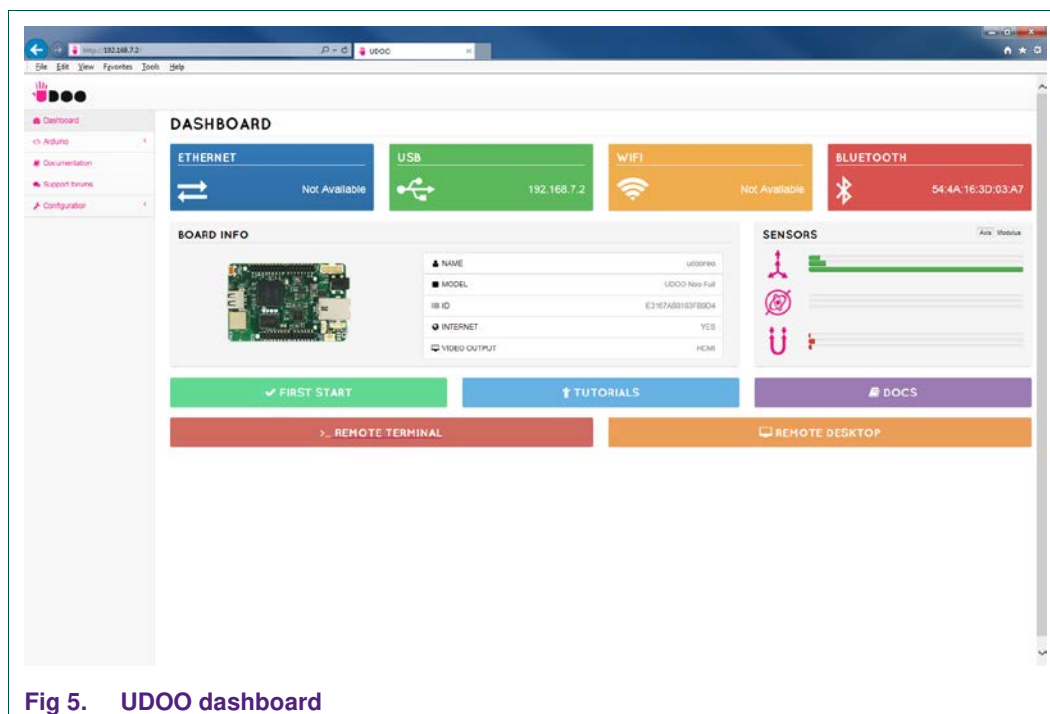 http://192.168.7.2/
UDOO
File Edit View Favorites Tools Help
UDOO
Dashboard
DASHBOARD
Arduino
Documentation
Support forums
Configuration
ETHERNET
Not Available
USB
192.168.7.2
WIFI
Not Available
BLUETOOTH
54:4A:16:3D:03:A7
BOARD INFO
NAME udooneo
MODEL UDOO Neo Full
ID
INTERNET YES
VIDEO OUTPUT HDMI
SENSORS
Axis Modulus
FIRST START
TUTORIALS
DOCS
>_ REMOTE TERMINAL
REMOTE DESKTOP
Fig 5. UDOO dashboard